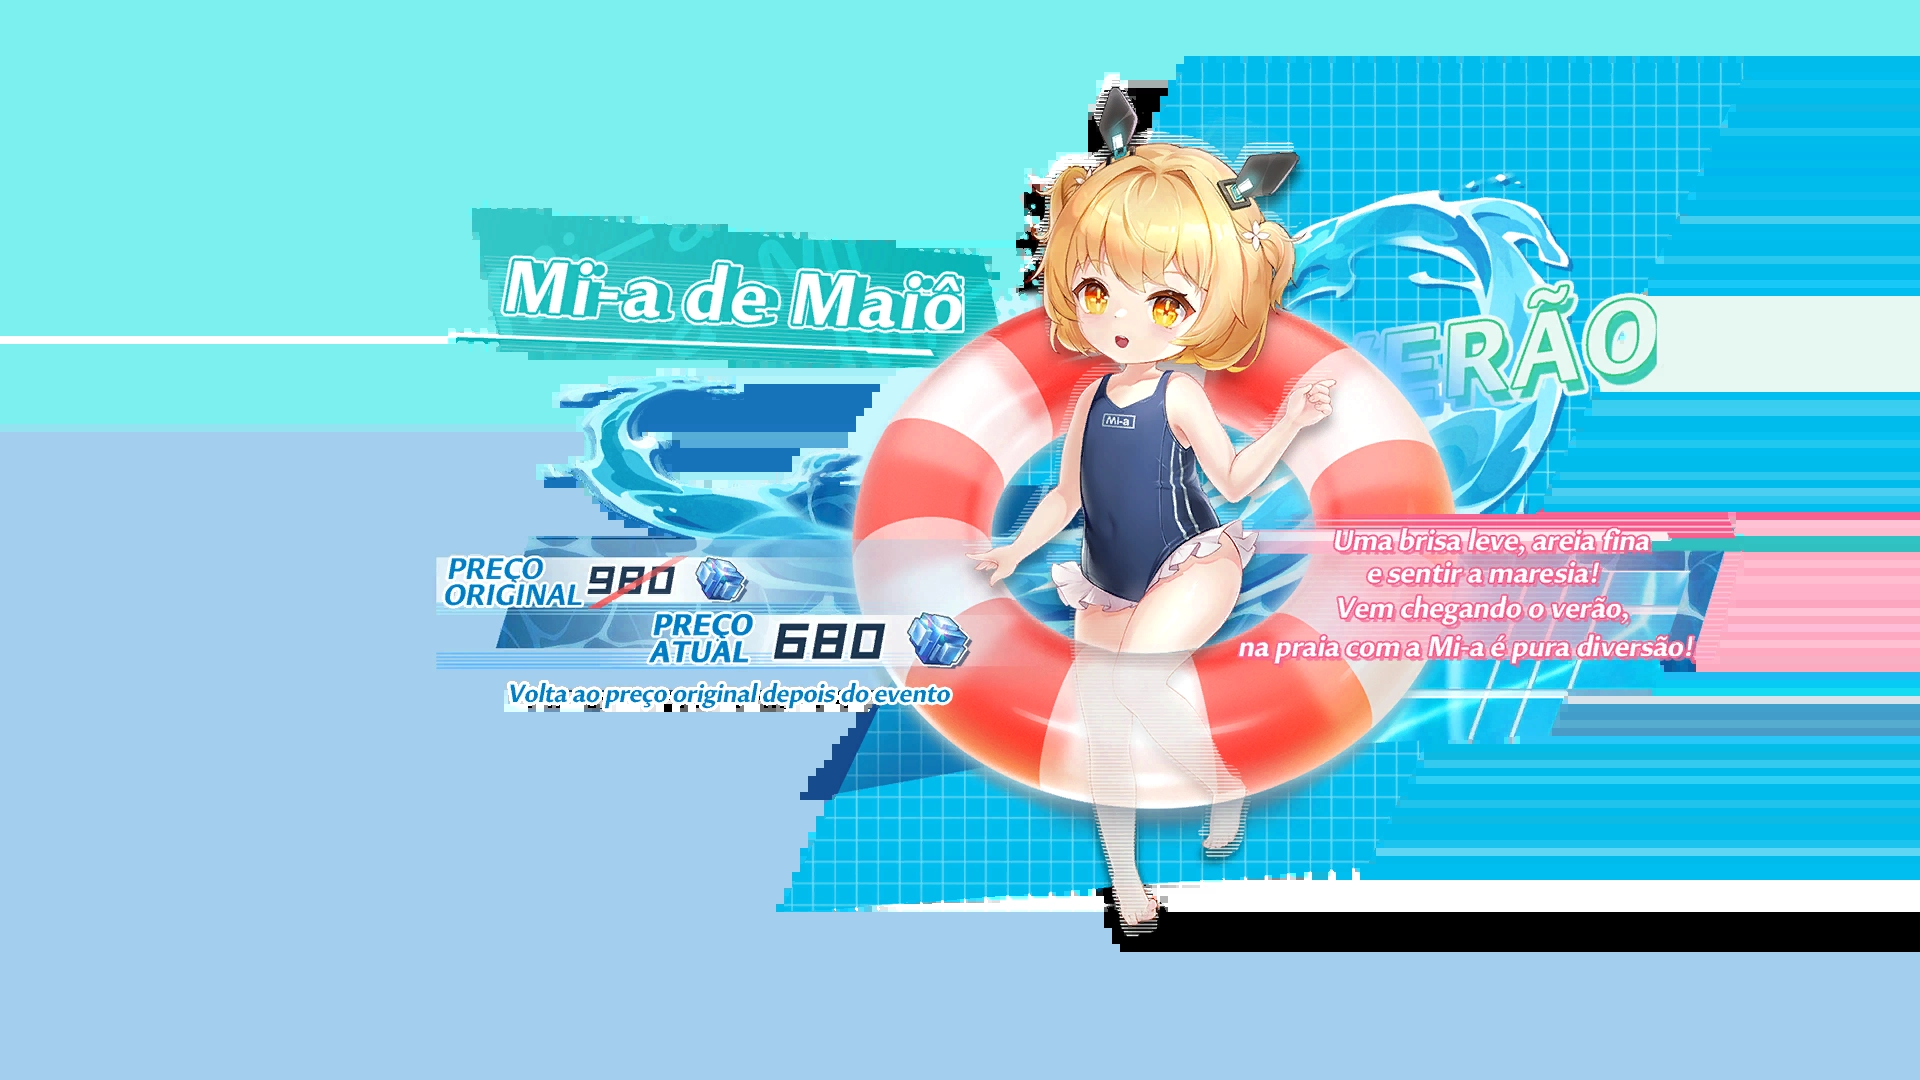 Mi-a de Maiô
VERÃO
Mi-a
PREÇO
ORIGINAL 980
PREÇO
ATUAL 680
Volta ao preço original depois do evento
Uma brisa leve, areia fina
e sentir a maresia!
Vem chegando o verão,
na praia com a Mi-a é pura diversão!